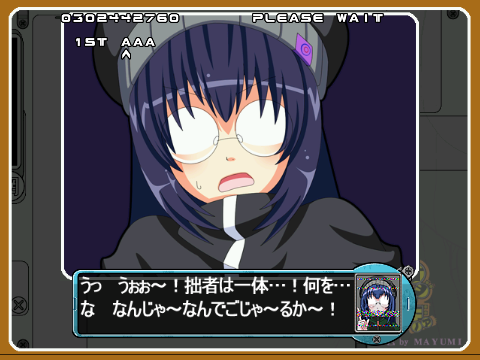 0302442760 PLEASE WAIT
1ST AAA
うっ　うぉぉ～！拙者は一体…！何を…
な　なんじゃ～なんでごじゃ～るか～！
by MAYUMI